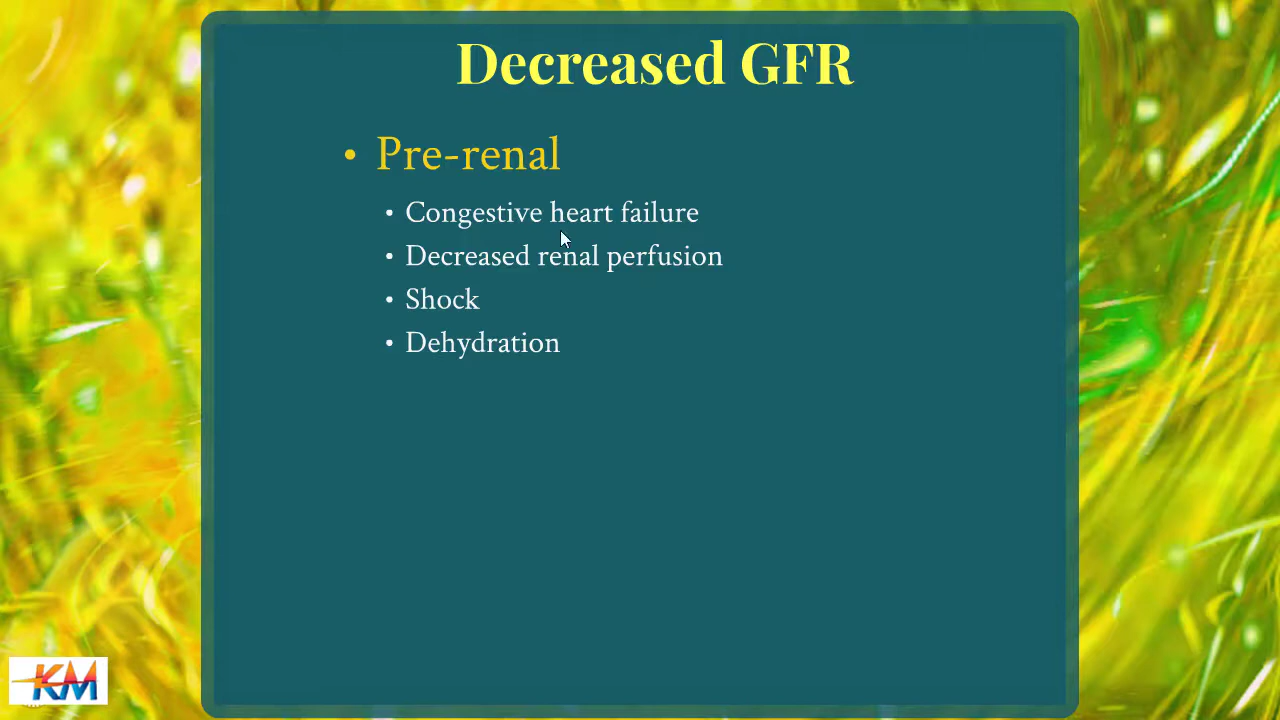 Decreased GFR
• Pre-renal
• Congestive heart failure
• Decreased renal perfusion
• Shock
• Dehydration
KM